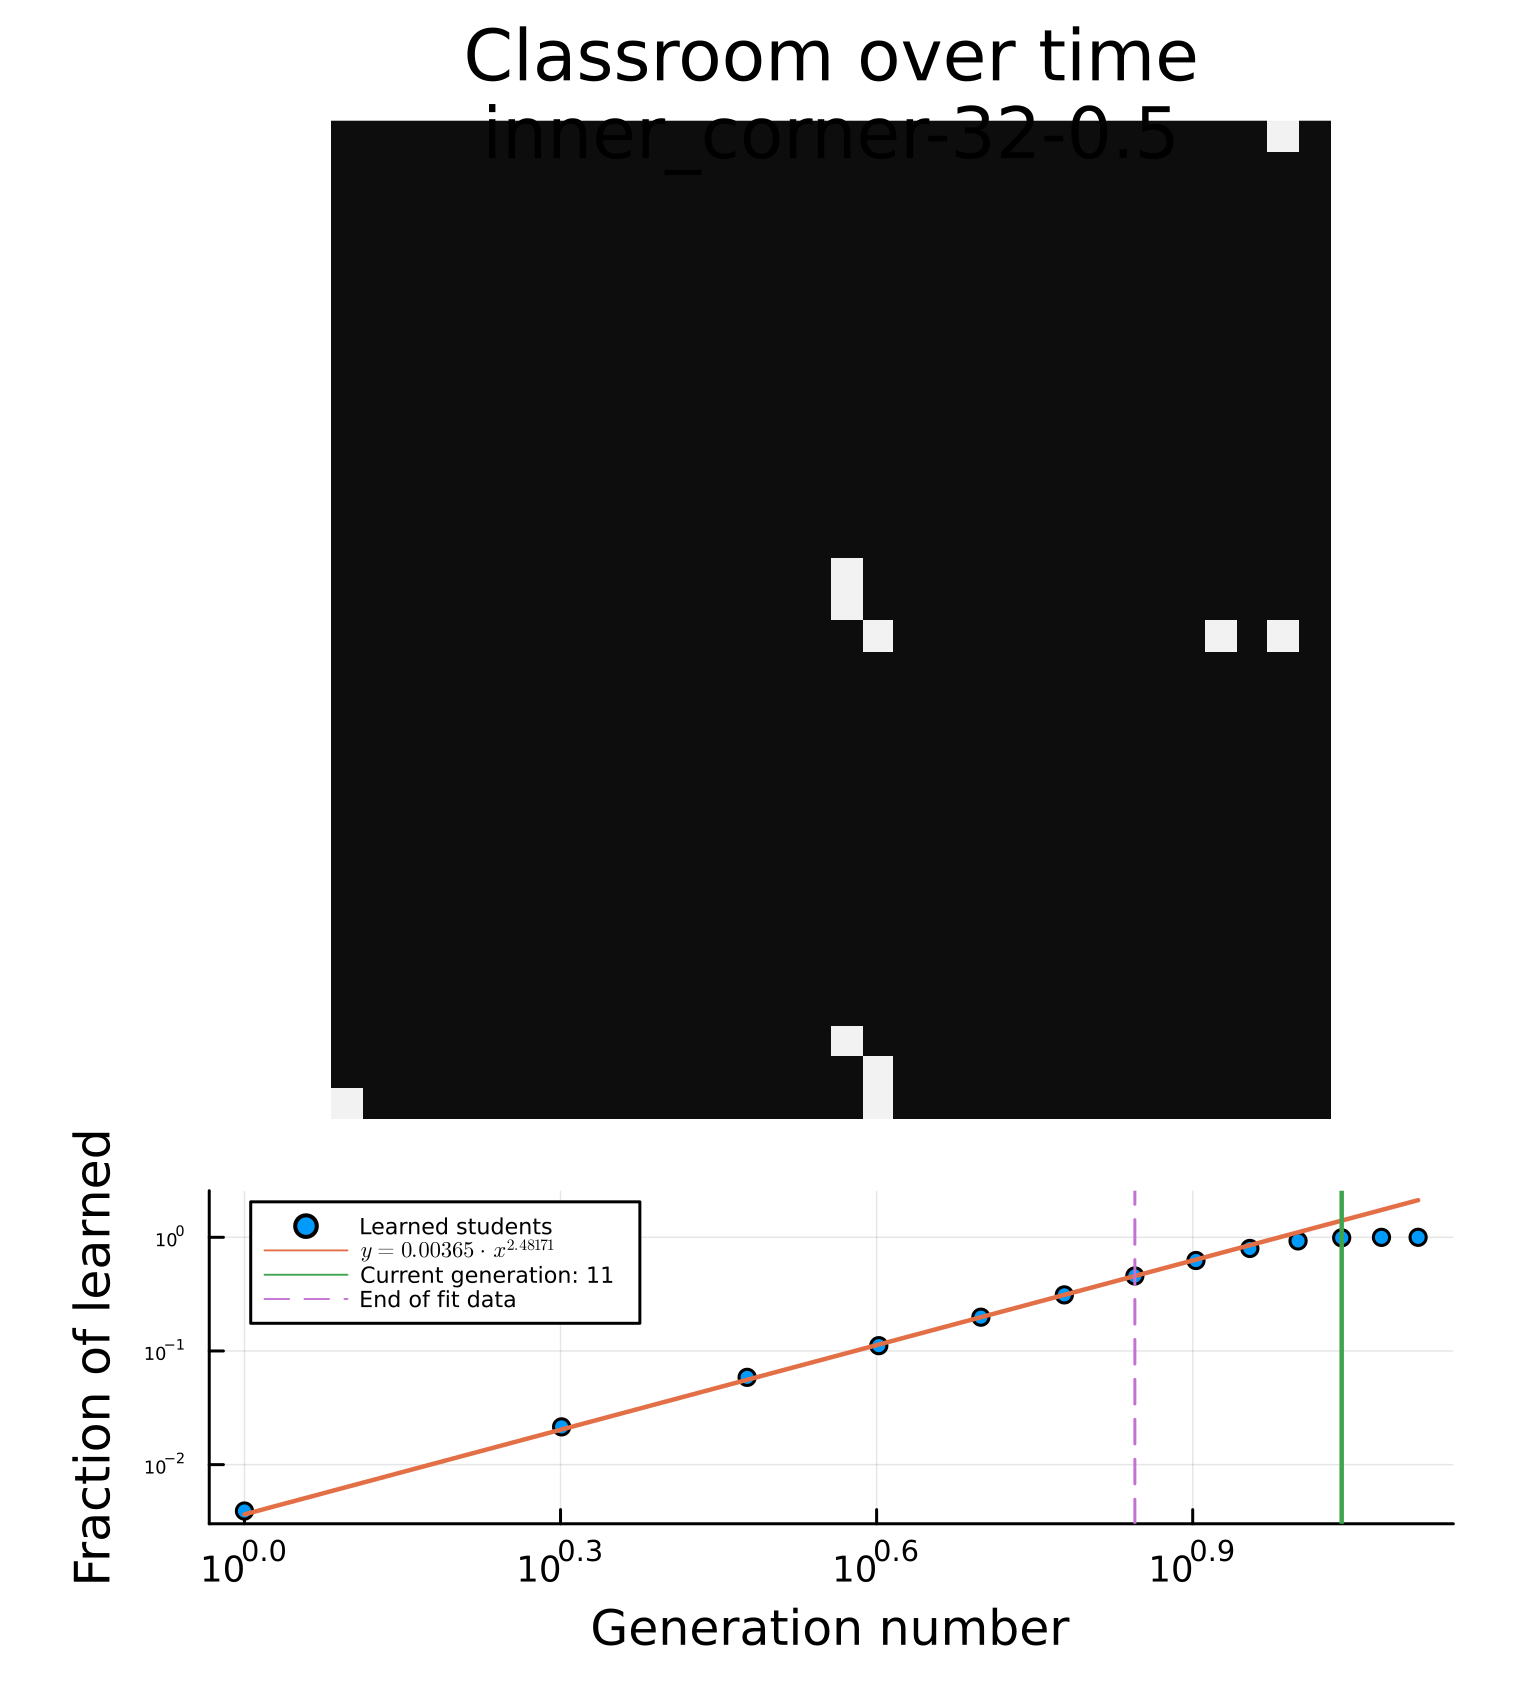 Classroom over time
inner_corner-32-0.5
Fraction of learned
10^0
10^−1
10^−2
Learned students
y = 0.00365 · x^2.48171
Current generation: 11
End of fit data
10^0.0 10^0.3 10^0.6 10^0.9
Generation number